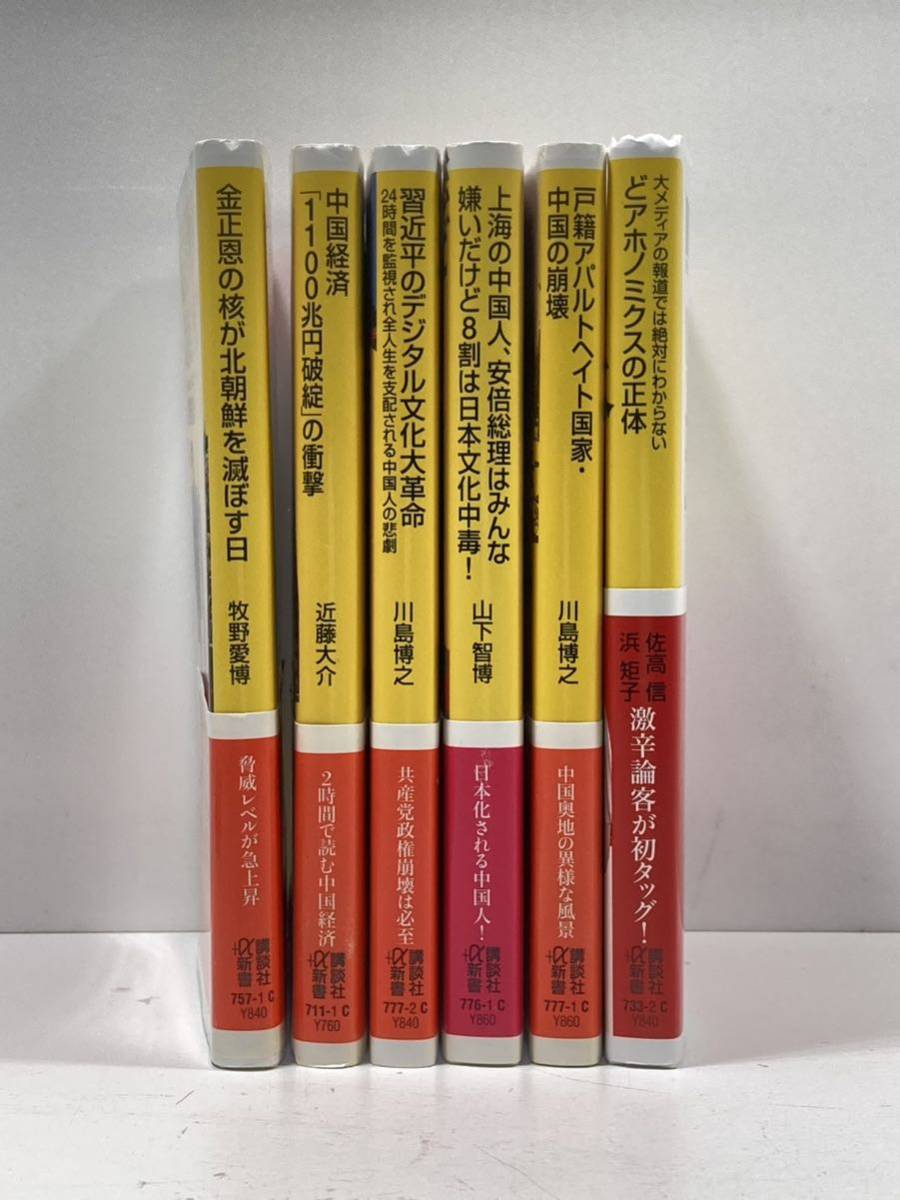 金正恩の核が北朝鮮を滅ぼす日
牧野愛博
脅威レベルが急上昇
講談社
+α新書
757-1 C
Y840
中国経済
「1100兆円破綻」の衝撃
近藤大介
2時間で読む中国経済
講談社
+α新書
711-1 C
Y760
習近平のデジタル文化大革命
24時間を監視され全人生を支配される中国人の悲劇
川島博之
共産党政権崩壊は必至
講談社
+α新書
777-2 C
Y840
上海の中国人、安倍総理はみんな
嫌いだけど8割は日本文化中毒!
山下智博
日本化される中国人!
講談社
+α新書
776-1 C
Y860
戸籍アパルトヘイト国家・
中国の崩壊
川島博之
中国奥地の異様な風景
講談社
+α新書
777-1 C
Y860
大メディアの報道では絶対にわからない
どアホノミクスの正体
佐高 信
浜 矩子
激辛論客が初タッグ!
講談社
+α新書
733-2 C
Y840